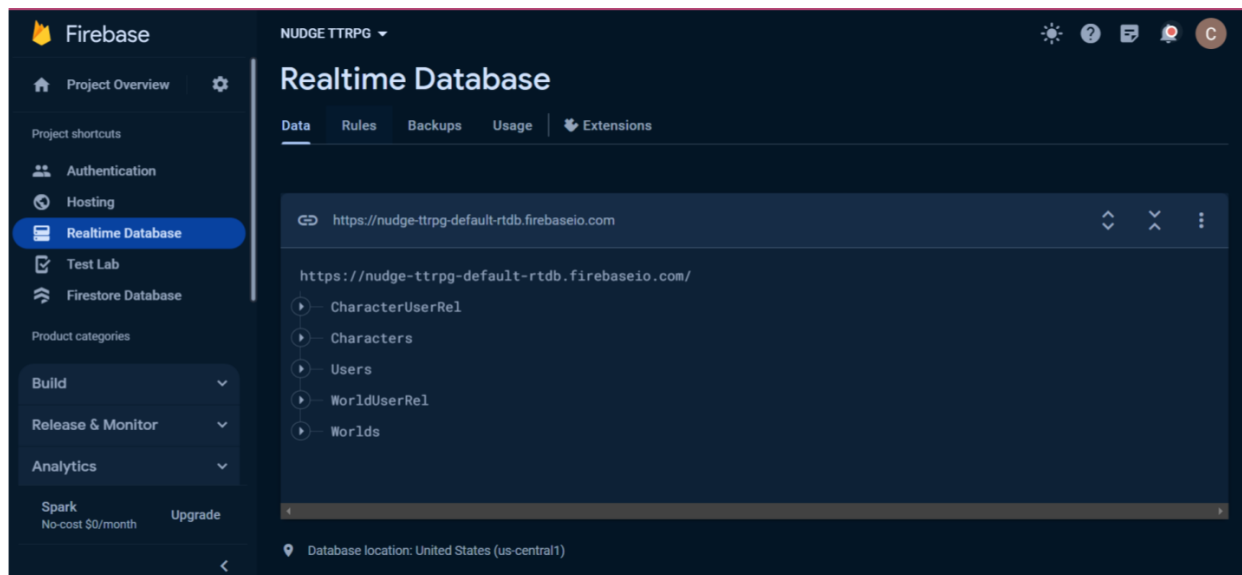 Firebase
Project Overview
Project shortcuts
Authentication
Hosting
Realtime Database
Test Lab
Firestore Database
Product categories
Build
Release & Monitor
Analytics
Spark
No-cost $0/month
Upgrade
NUDGE TTRPG
C
Realtime Database
Data Rules Backups Usage Extensions
https://nudge-ttrpg-default-rtdb.firebaseio.com
https://nudge-ttrpg-default-rtdb.firebaseio.com/
CharacterUserRel
Characters
Users
WorldUserRel
Worlds
Database location: United States (us-central1)